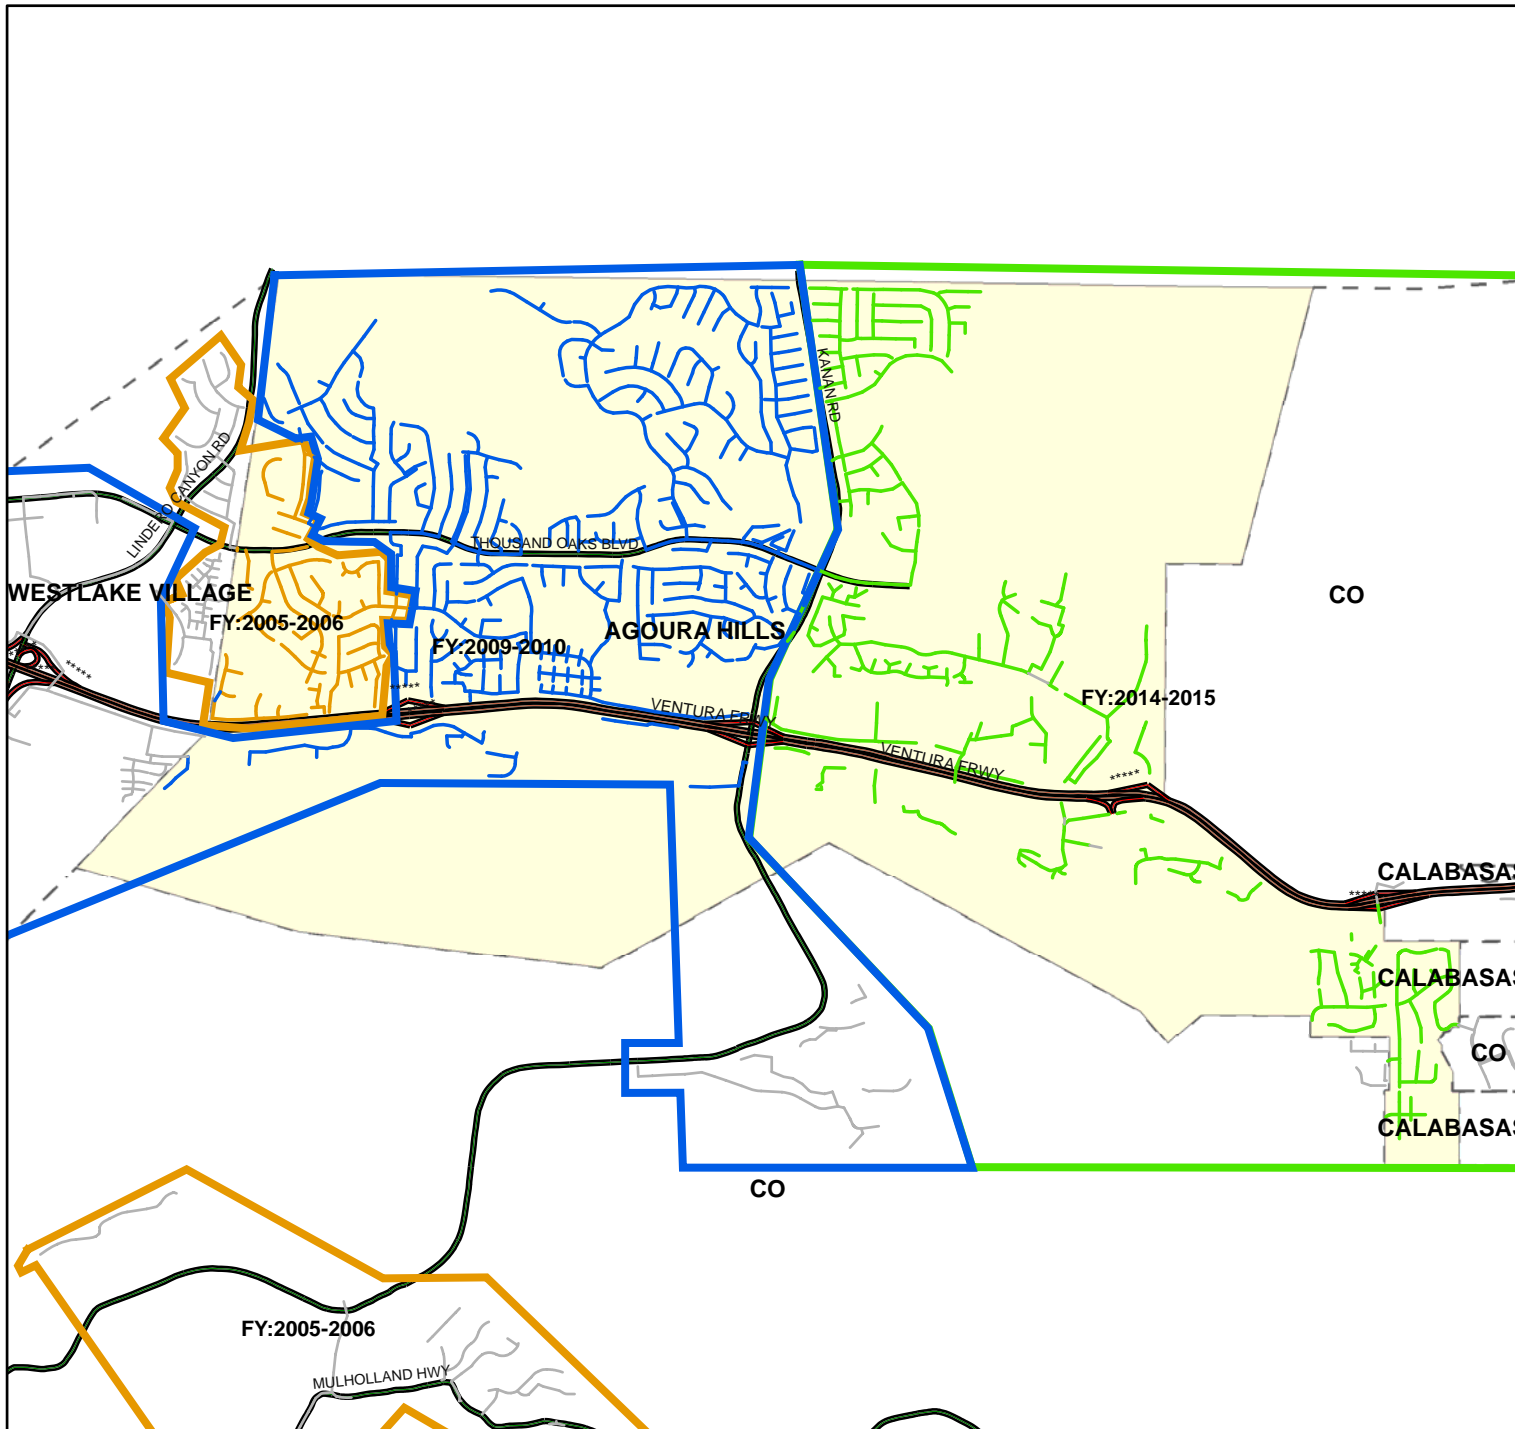 KANAN RD
LINDERO CANYON RD
THOUSAND OAKS BLVD
WESTLAKE VILLAGE
FY:2005-2006
AGOURA HILLS
FY:2009-2010
CO
FY:2014-2015
*****
*****
VENTURA FRWY
VENTURA FRWY
*****
CALABASAS
****
CALABASAS
CO
CALABASAS
CO
FY:2005-2006
MULHOLLAND HWY